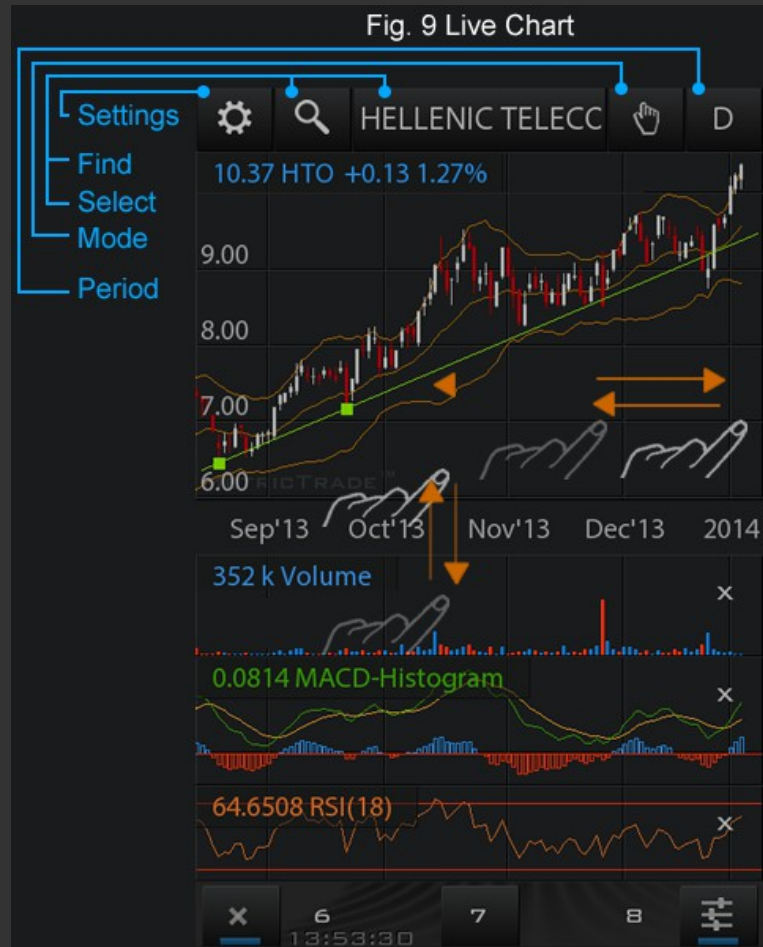 Fig. 9 Live Chart
Settings
HELLENIC TELECC
D
Find
10.37 HTO +0.13 1.27%
Select
Mode
9.00
Period
8.00
7.00
6.00
Sep'13 Oct'13 Nov'13 Dec'13 2014
352 k Volume x
0.0814 MACD-Histogram x
64.6508 RSI(18) x
6 7 8
13:53:30